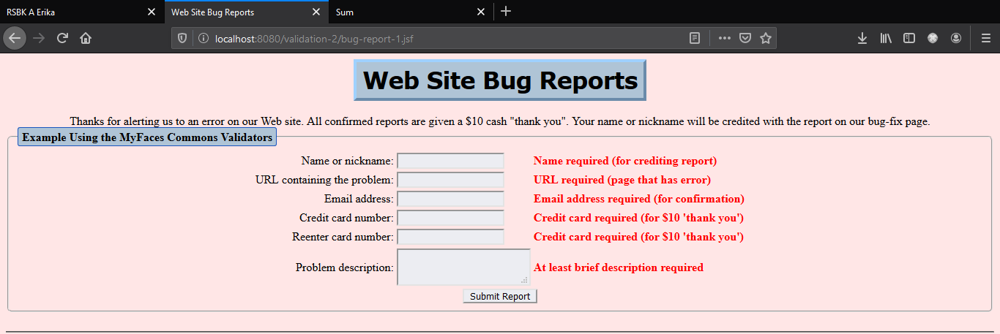 RSBK A Erika
Web Site Bug Reports
Sum
localhost:8080/validation-2/bug-report-1.jsf
Web Site Bug Reports
Thanks for alerting us to an error on our Web site. All confirmed reports are given a $10 cash "thank you". Your name or nickname will be credited with the report on our bug-fix page.
Example Using the MyFaces Commons Validators
Name or nickname: Name required (for crediting report)
URL containing the problem: URL required (page that has error)
Email address: Email address required (for confirmation)
Credit card number: Credit card required (for $10 'thank you')
Reenter card number: Credit card required (for $10 'thank you')
Problem description: At least brief description required
Submit Report